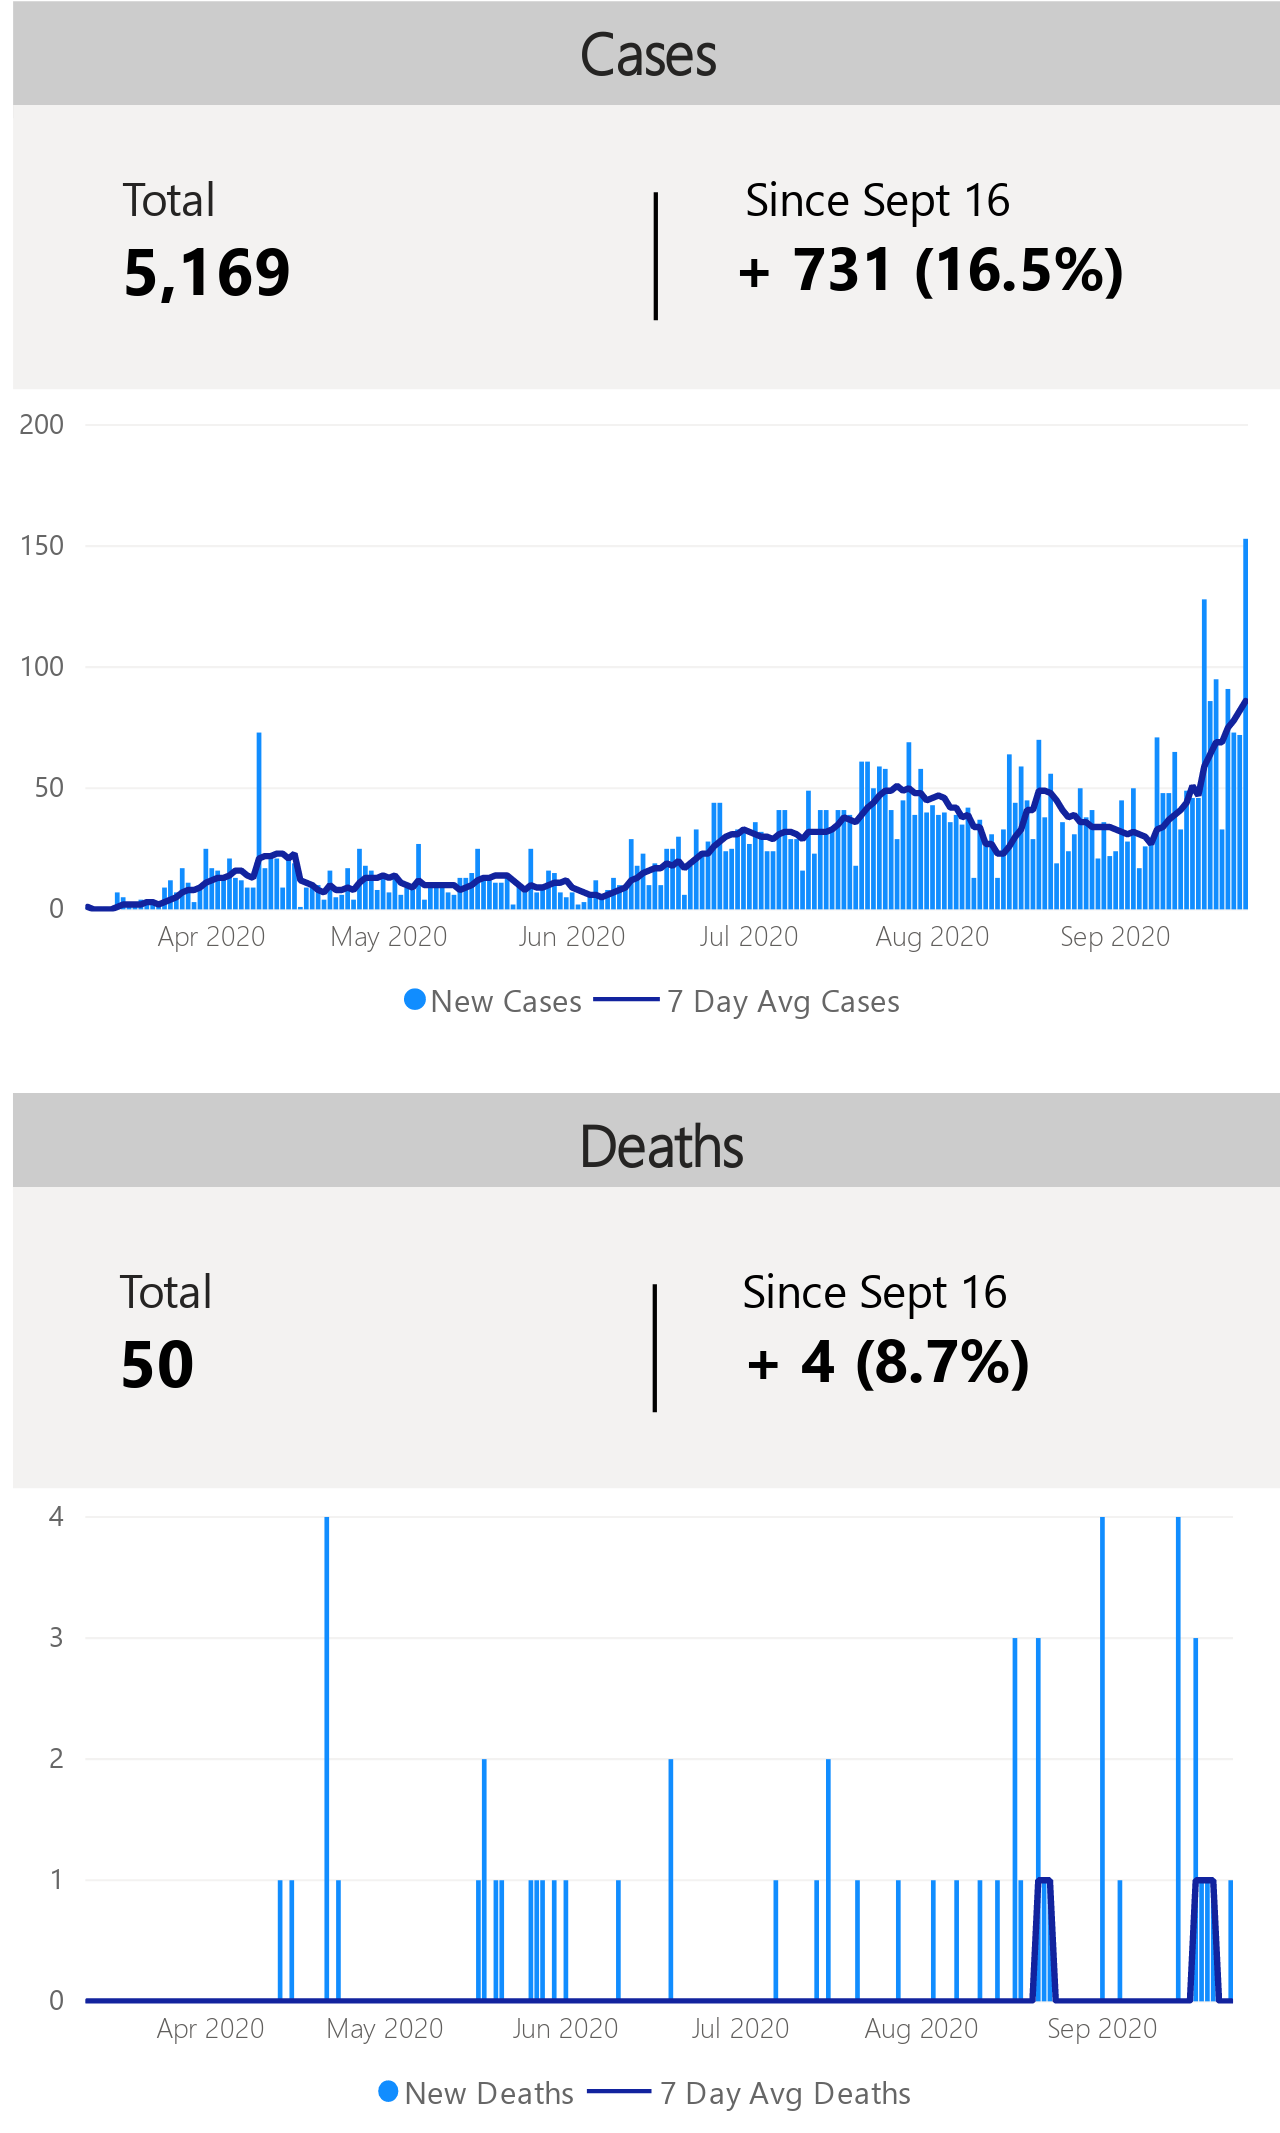 Cases
Total
Since Sept 16
5,169
+ 731 (16.5%)
200
150
100
50
0
Apr 2020
May 2020
Jun 2020
Jul 2020
Aug 2020
Sep 2020
New Cases
7 Day Avg Cases
Deaths
Total
Since Sept 16
50
+ 4 (8.7%)
4
3
2
1
0
Apr 2020
May 2020
Jun 2020
Jul 2020
Aug 2020
Sep 2020
New Deaths
7 Day Avg Deaths